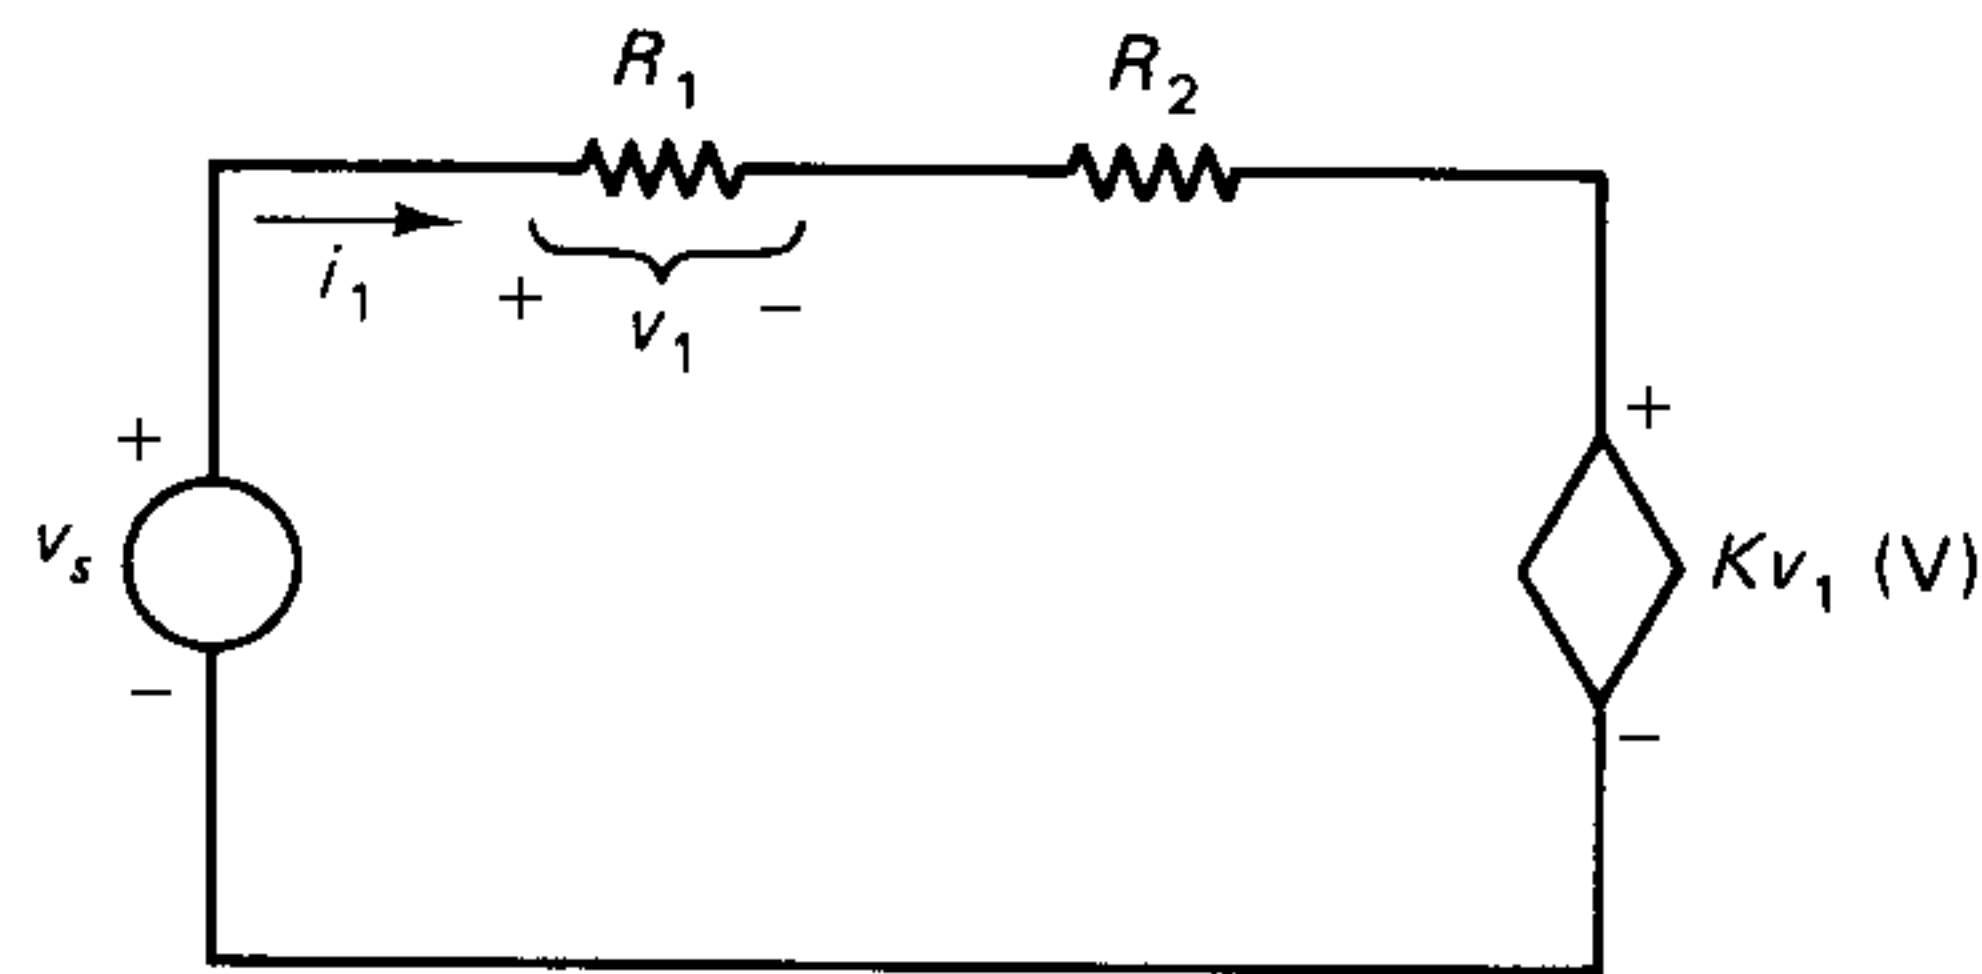 R1 R2
i1
+ v1 −
+ +
vs Kv1 (V)
− −